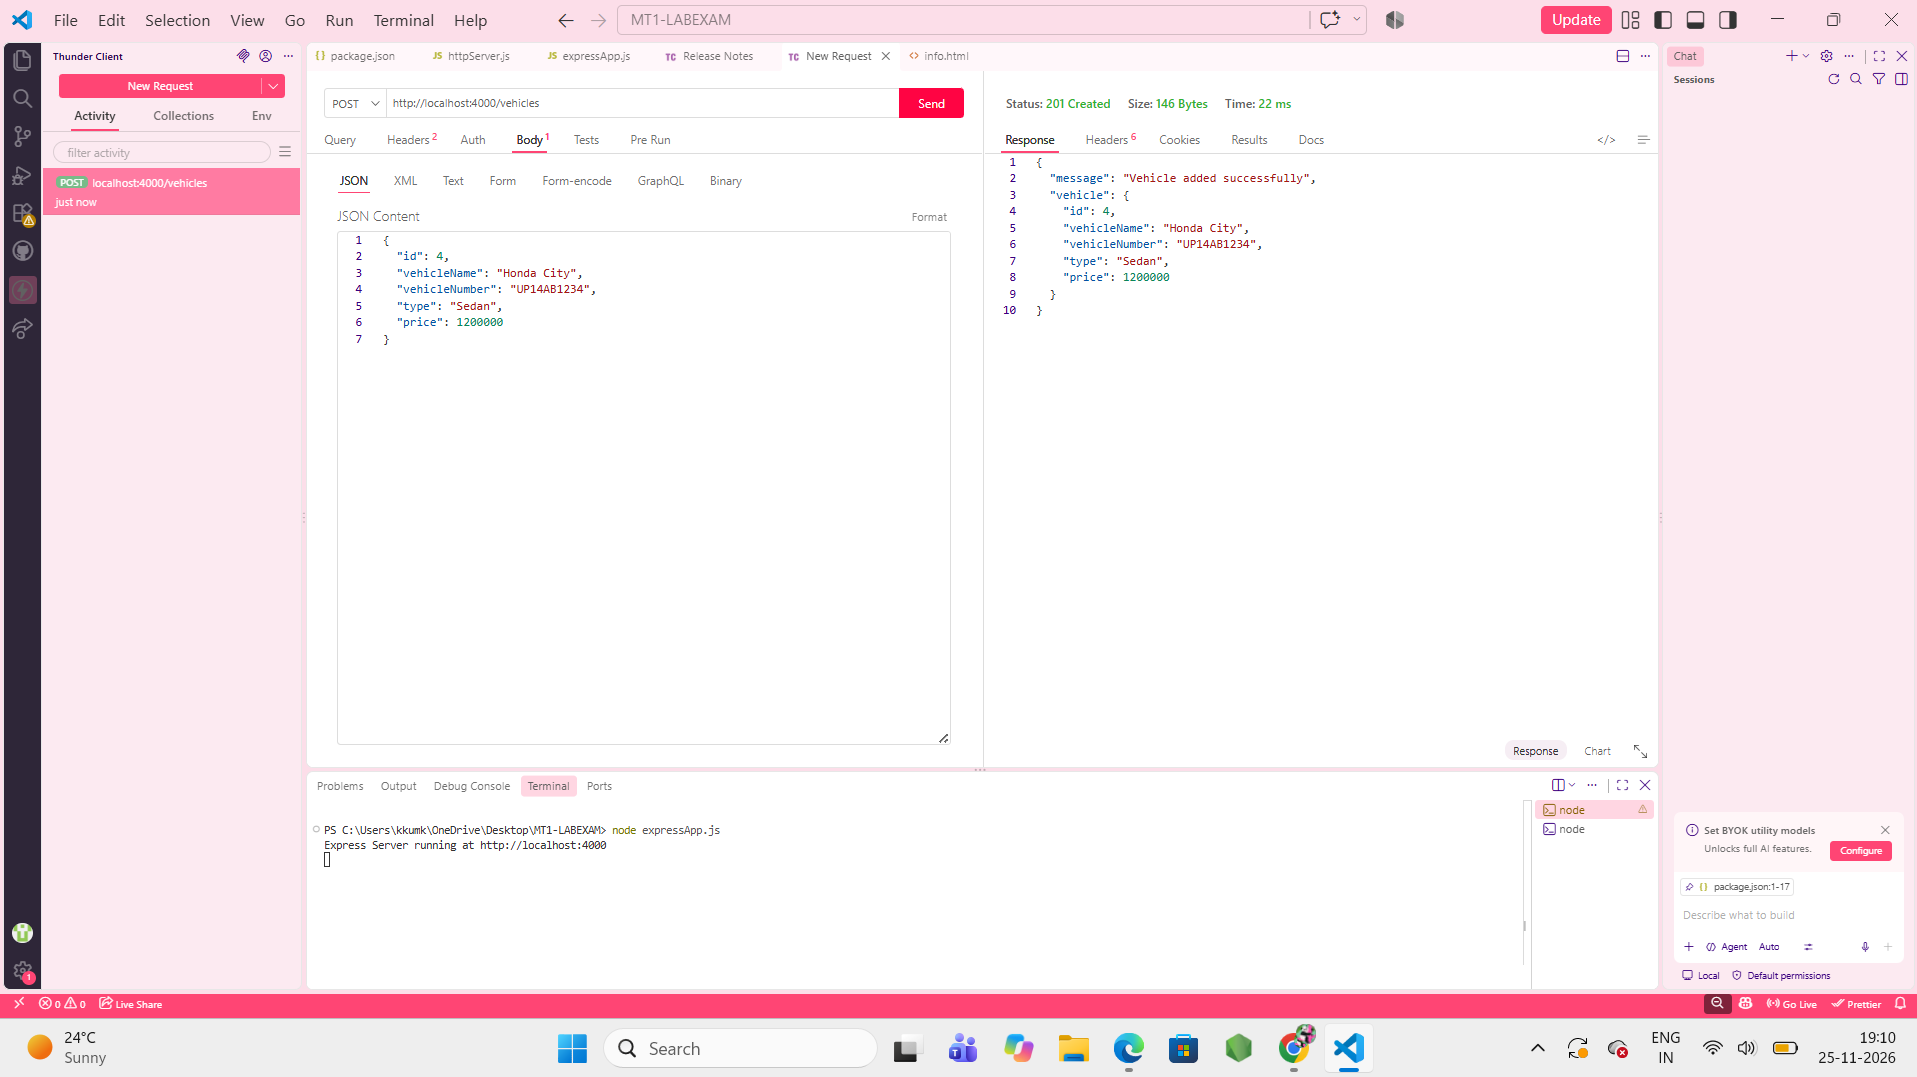 File Edit Selection View Go Run Terminal Help
MT1-LABEXAM
Update
Thunder Client
New Request
Activity Collections Env
filter activity
POST localhost:4000/vehicles
just now
package.json
JS httpServer.js
JS expressApp.js
TC Release Notes
TC New Request
<> info.html
POST
http://localhost:4000/vehicles
Send
Query Headers 2 Auth Body 1 Tests Pre Run
JSON XML Text Form Form-encode GraphQL Binary
JSON Content
Format
1 {
2 "id": 4,
3 "vehicleName": "Honda City",
4 "vehicleNumber": "UP14AB1234",
5 "type": "Sedan",
6 "price": 1200000
7 }
Status: 201 Created Size: 146 Bytes Time: 22 ms
Response Headers 6 Cookies Results Docs
</>
1 {
2 "message": "Vehicle added successfully",
3 "vehicle": {
4 "id": 4,
5 "vehicleName": "Honda City",
6 "vehicleNumber": "UP14AB1234",
7 "type": "Sedan",
8 "price": 1200000
9 }
10 }
Response Chart
Problems Output Debug Console Terminal Ports
PS C:\Users\kkumk\OneDrive\Desktop\MT1-LABEXAM> node expressApp.js
Express Server running at http://localhost:4000
node
node
Chat
Sessions
Set BYOK utility models
Unlocks full AI features.
Configure
{} package.json:1-17
Describe what to build
Agent Auto
Local Default permissions
1
0 0 Live Share
Go Live Prettier
24°C
Sunny
Search
ENG
IN
19:10
25-11-2026